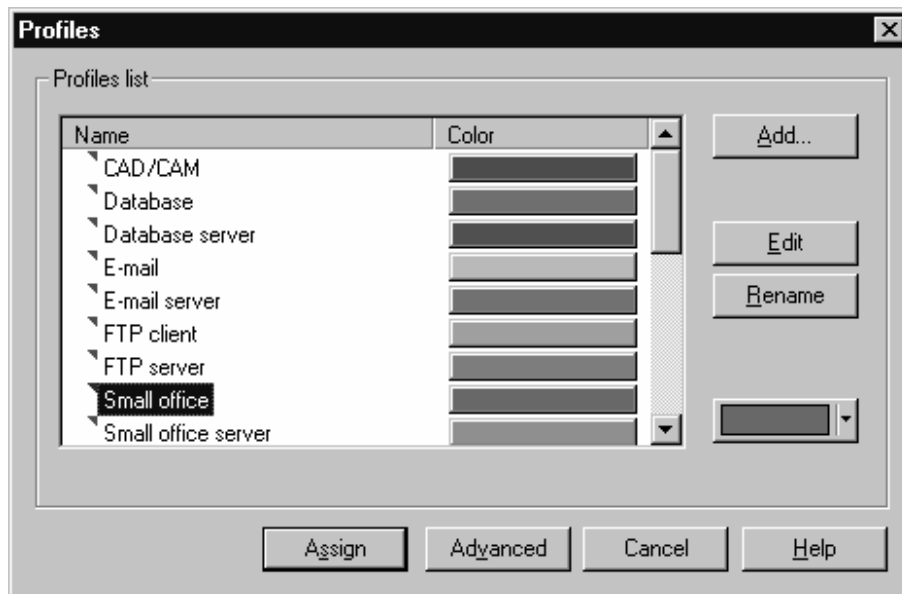 Profiles
Profiles list
Name Color
Add...
CAD/CAM
Database
Database server
Edit
E-mail
E-mail server
Rename
FTP client
FTP server
Small office
Small office server
Assign Advanced Cancel Help